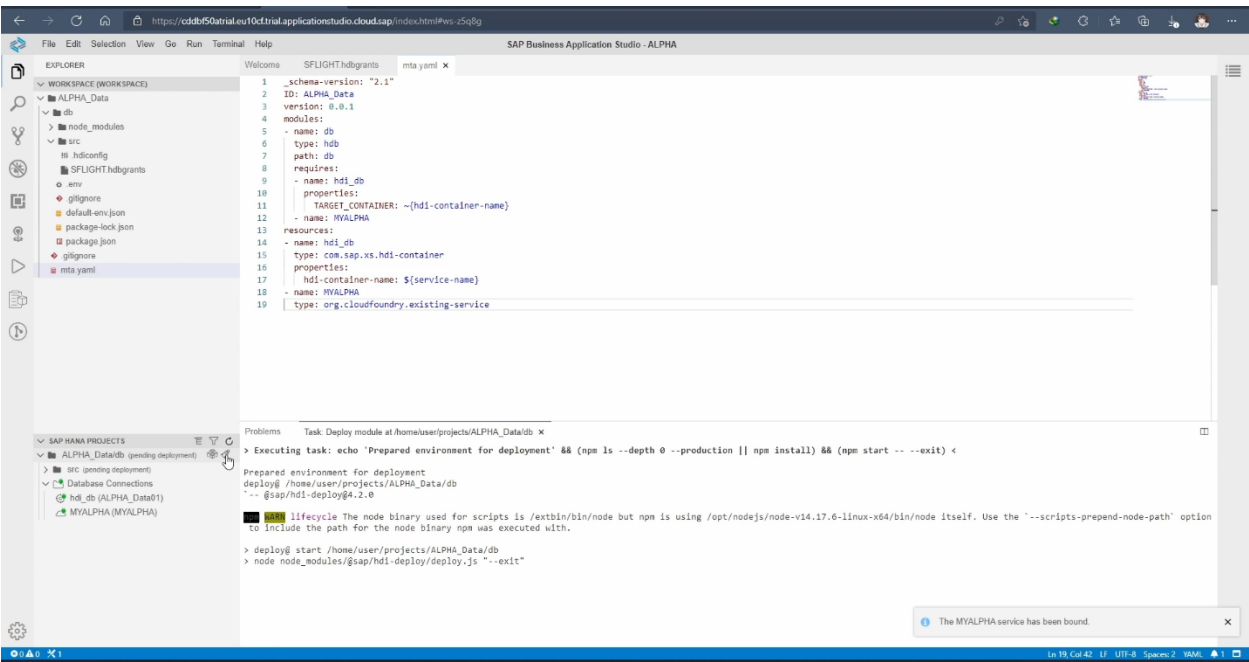 https://cddbf50atrial.eu10cf.trial.applicationstudio.cloud.sap/index.html#ws-z5q8g
File Edit Selection View Go Run Terminal Help
SAP Business Application Studio - ALPHA
EXPLORER
WORKSPACE (WORKSPACE)
ALPHA_Data
db
node_modules
src
.hdiconfig
SFLIGHT.hdbgrants
.env
.gitignore
default-env.json
package-lock.json
package.json
.gitignore
mta.yaml
Welcome SFLIGHT.hdbgrants mta.yaml ×
1 _schema-version: "2.1"
2 ID: ALPHA_Data
3 version: 0.0.1
4 modules:
5 - name: db
6 type: hdb
7 path: db
8 requires:
9 - name: hdi_db
10 properties:
11 TARGET_CONTAINER: ~{hdi-container-name}
12 - name: MYALPHA
13 resources:
14 - name: hdi_db
15 type: com.sap.xs.hdi-container
16 properties:
17 hdi-container-name: ${service-name}
18 - name: MYALPHA
19 type: org.cloudfoundry.existing-service
SAP HANA PROJECTS
ALPHA_Data/db (pending deployment)
src (pending deployment)
Database Connections
hdi_db (ALPHA_Data01)
MYALPHA (MYALPHA)
Problems Task: Deploy module at /home/user/projects/ALPHA_Data/db ×
> Executing task: echo 'Prepared environment for deployment' && (npm ls --depth 0 --production || npm install) && (npm start -- --exit) <
Prepared environment for deployment
deploy@ /home/user/projects/ALPHA_Data/db
`-- @sap/hdi-deploy@4.2.0
npm WARN lifecycle The node binary used for scripts is /extbin/bin/node but npm is using /opt/nodejs/node-v14.17.6-linux-x64/bin/node itself. Use the `--scripts-prepend-node-path` option
to include the path for the node binary npm was executed with.
> deploy@ start /home/user/projects/ALPHA_Data/db
> node node_modules/@sap/hdi-deploy/deploy.js "--exit"
The MYALPHA service has been bound.
0 0 1
Ln 19, Col 42 LF UTF-8 Spaces: 2 YAML 1